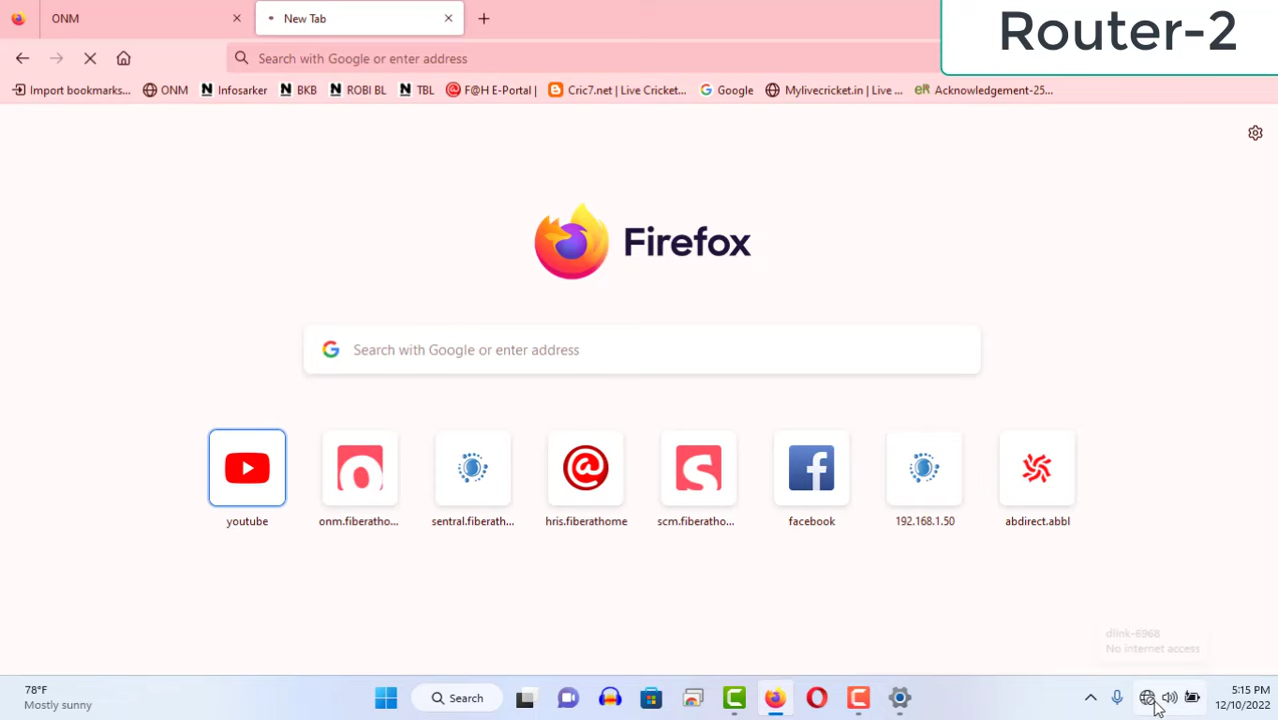 ONM
New Tab
Router-2
Search with Google or enter address
Import bookmarks...
ONM
Infosarker
BKB
ROBI BL
TBL
F@H E-Portal |
Cric7.net | Live Cricket...
Google
Mylivecricket.in | Live ...
eR
Acknowledgement-25...
Firefox
Search with Google or enter address
youtube
onm.fiberatho...
sentral.fiberath...
hris.fiberathome
scm.fiberatho...
facebook
192.168.1.50
abdirect.abbl
dlink-6968
No internet access
78°F
Mostly sunny
Search
5:15 PM
12/10/2022